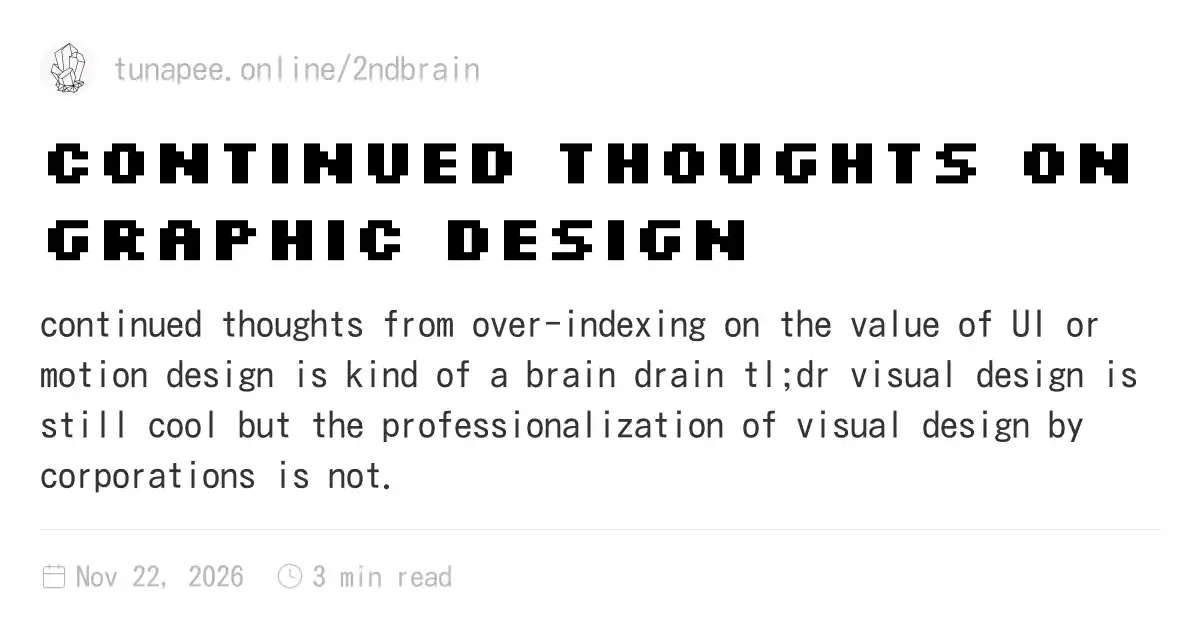 tunapee.online/2ndbrain
CONTINUED THOUGHTS ON
GRAPHIC DESIGN
continued thoughts from over-indexing on the value of UI or
motion design is kind of a brain drain tl;dr visual design is
still cool but the professionalization of visual design by
corporations is not.
Nov 22, 2026 3 min read